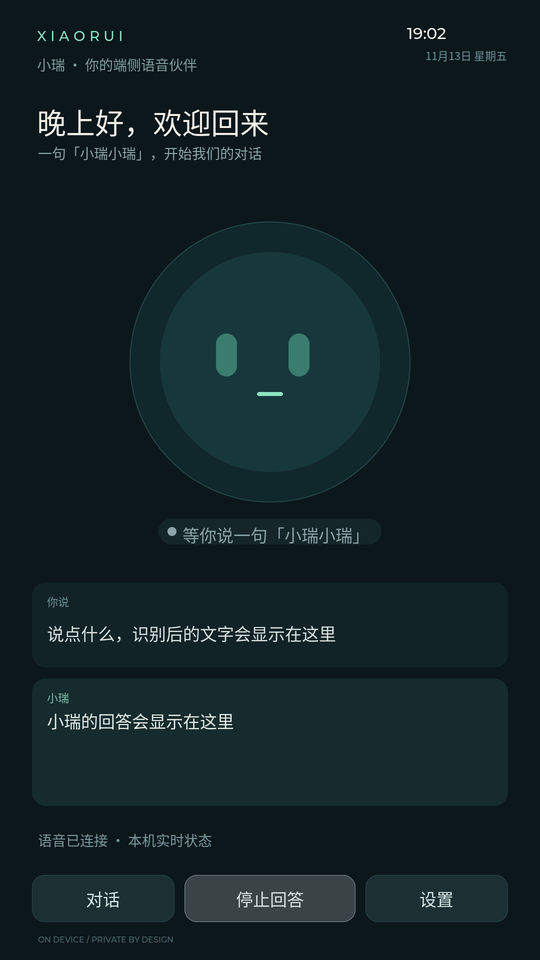 XIAORUI
19:02
小瑞 · 你的端侧语音伙伴
11月13日 星期五
晚上好，欢迎回来
一句「小瑞小瑞」，开始我们的对话
等你说一句「小瑞小瑞」
你说
说点什么，识别后的文字会显示在这里
小瑞
小瑞的回答会显示在这里
语音已连接 · 本机实时状态
对话
停止回答
设置
ON DEVICE / PRIVATE BY DESIGN